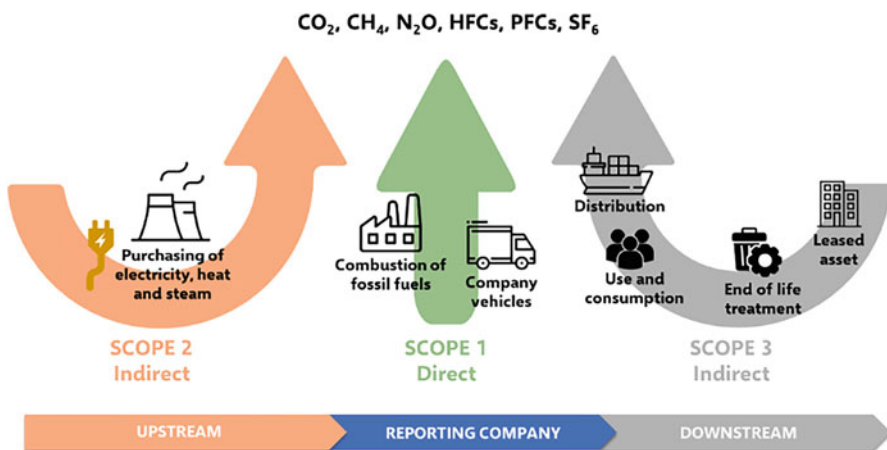 CO₂, CH₄, N₂O, HFCs, PFCs, SF₆
Purchasing of
electricity, heat
and steam
Combustion of
fossil fuels
Company
vehicles
Distribution
Use and
consumption
End of life
treatment
Leased
asset
SCOPE 2
Indirect
SCOPE 1
Direct
SCOPE 3
Indirect
UPSTREAM
REPORTING COMPANY
DOWNSTREAM